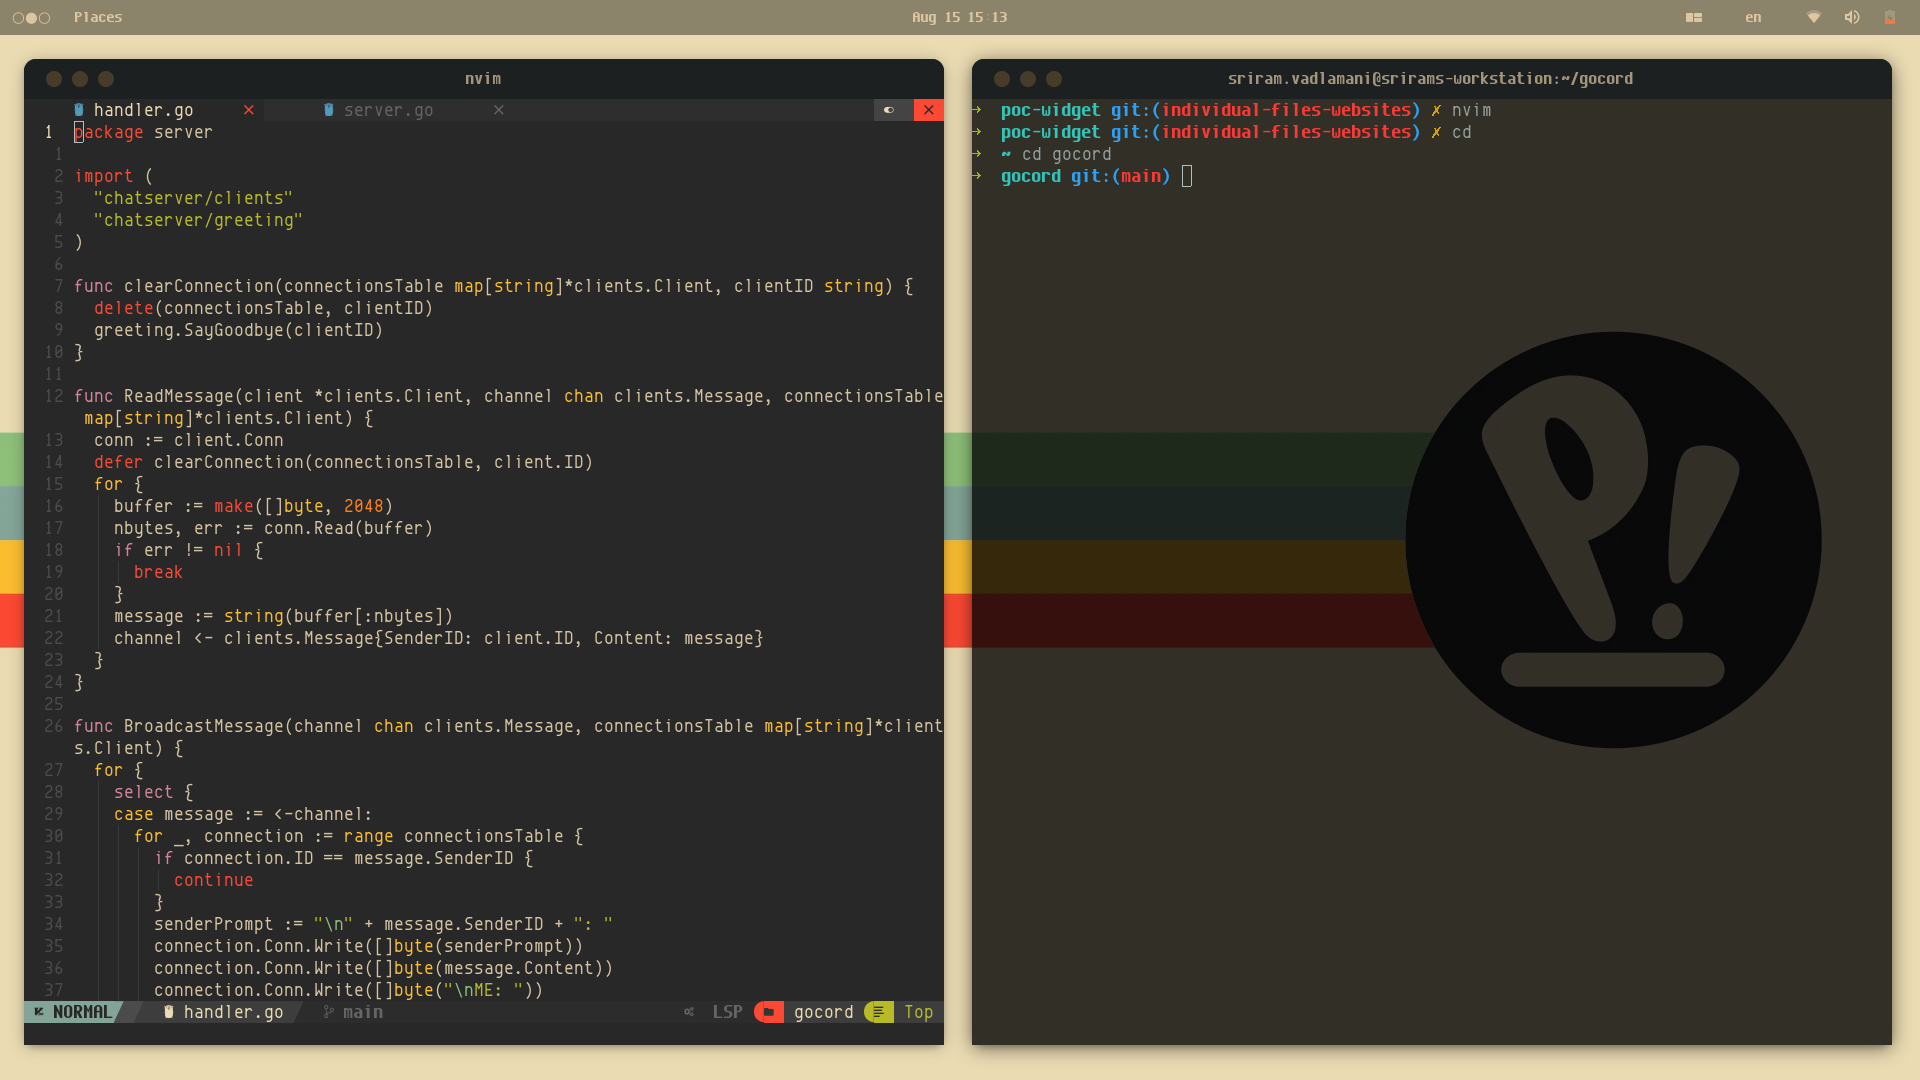 Places
Aug 15 15:13
en
nvim
handler.go
server.go
1 package server
1
2 import (
3 "chatserver/clients"
4 "chatserver/greeting"
5 )
6
7 func clearConnection(connectionsTable map[string]*clients.Client, clientID string) {
8 delete(connectionsTable, clientID)
9 greeting.SayGoodbye(clientID)
10 }
11
12 func ReadMessage(client *clients.Client, channel chan clients.Message, connectionsTable
map[string]*clients.Client) {
13 conn := client.Conn
14 defer clearConnection(connectionsTable, client.ID)
15 for {
16 buffer := make([]byte, 2048)
17 nbytes, err := conn.Read(buffer)
18 if err != nil {
19 break
20 }
21 message := string(buffer[:nbytes])
22 channel <- clients.Message{SenderID: client.ID, Content: message}
23 }
24 }
25
26 func BroadcastMessage(channel chan clients.Message, connectionsTable map[string]*client
s.Client) {
27 for {
28 select {
29 case message := <-channel:
30 for _, connection := range connectionsTable {
31 if connection.ID == message.SenderID {
32 continue
33 }
34 senderPrompt := "\n" + message.SenderID + ": "
35 connection.Conn.Write([]byte(senderPrompt))
36 connection.Conn.Write([]byte(message.Content))
37 connection.Conn.Write([]byte("\nME: "))
NORMAL handler.go main LSP gocord Top
sriram.vadlamani@srirams-workstation:~/gocord
→ poc-widget git:(individual-files-websites) ✗ nvim
→ poc-widget git:(individual-files-websites) ✗ cd
→ ~ cd gocord
→ gocord git:(main)
P!